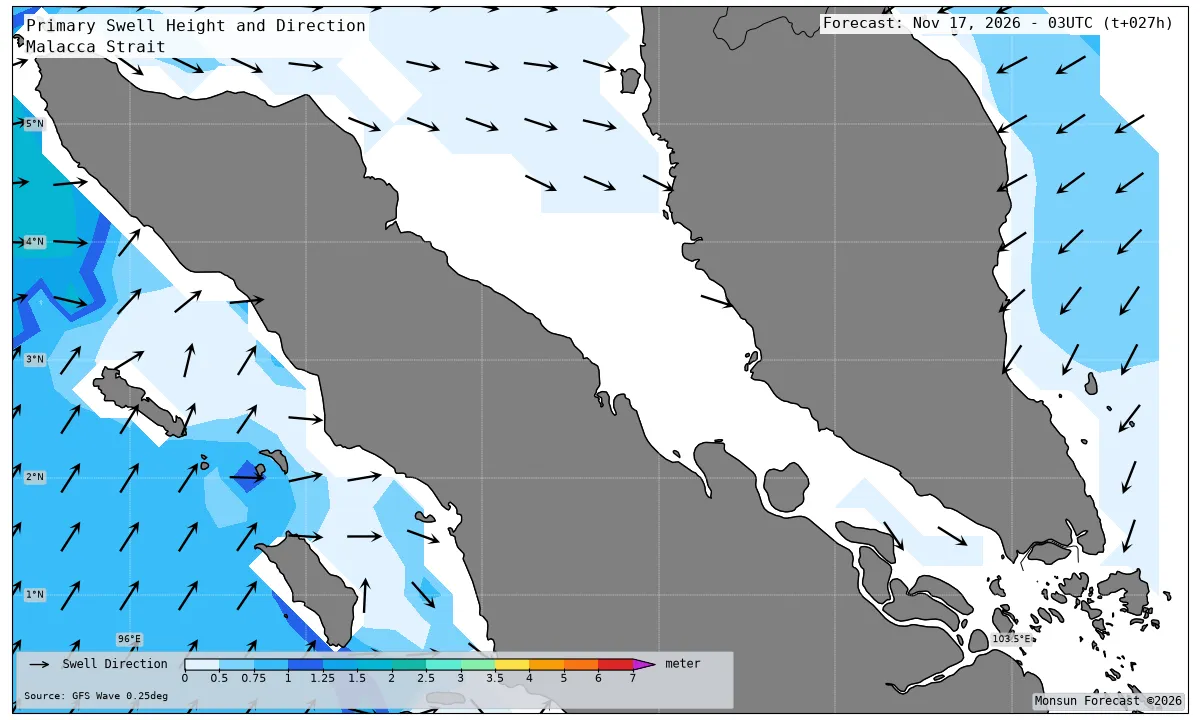 Primary Swell Height and Direction
Malacca Strait
Forecast: Nov 17, 2026 - 03UTC (t+027h)
5°N
4°N
3°N
2°N
1°N
96°E
103.5°E
Swell Direction
0 0.5 0.75 1 1.25 1.5 2 2.5 3 3.5 4 5 6 7
meter
Source: GFS Wave 0.25deg
Monsun Forecast ©2026